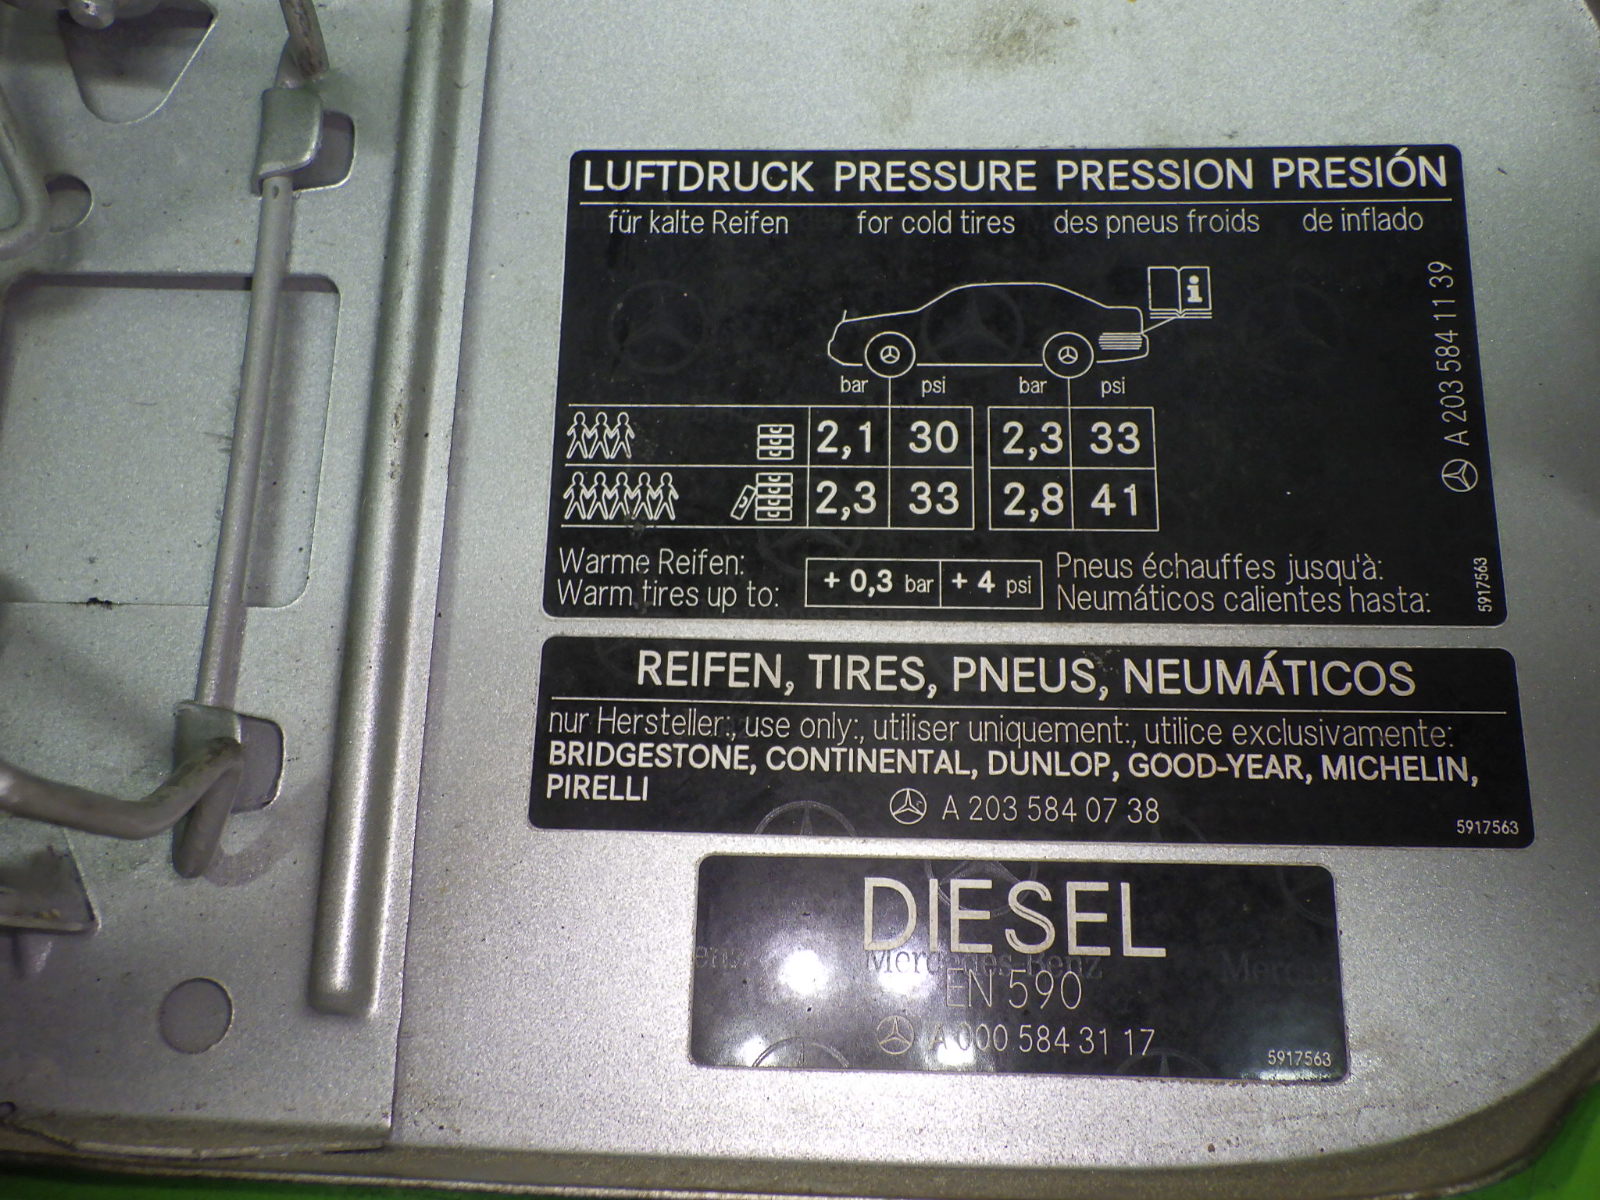 LUFTDRUCK PRESSURE PRESSION PRESIÓN
für kalte Reifen for cold tires des pneus froids de inflado
i
bar psi bar psi
2,1 30 2,3 33
2,3 33 2,8 41
Warme Reifen:
Warm tires up to:
+ 0,3 bar + 4 psi
Pneus échauffes jusqu'à:
Neumáticos calientes hasta:
A 203 584 11 39
5917563
REIFEN, TIRES, PNEUS, NEUMÁTICOS
nur Hersteller:, use only:, utiliser uniquement:, utilice exclusivamente:
BRIDGESTONE, CONTINENTAL, DUNLOP, GOOD-YEAR, MICHELIN,
PIRELLI
A 203 584 07 38
5917563
DIESEL
Mercedes-Benz
EN 590
A 000 584 31 17
5917563